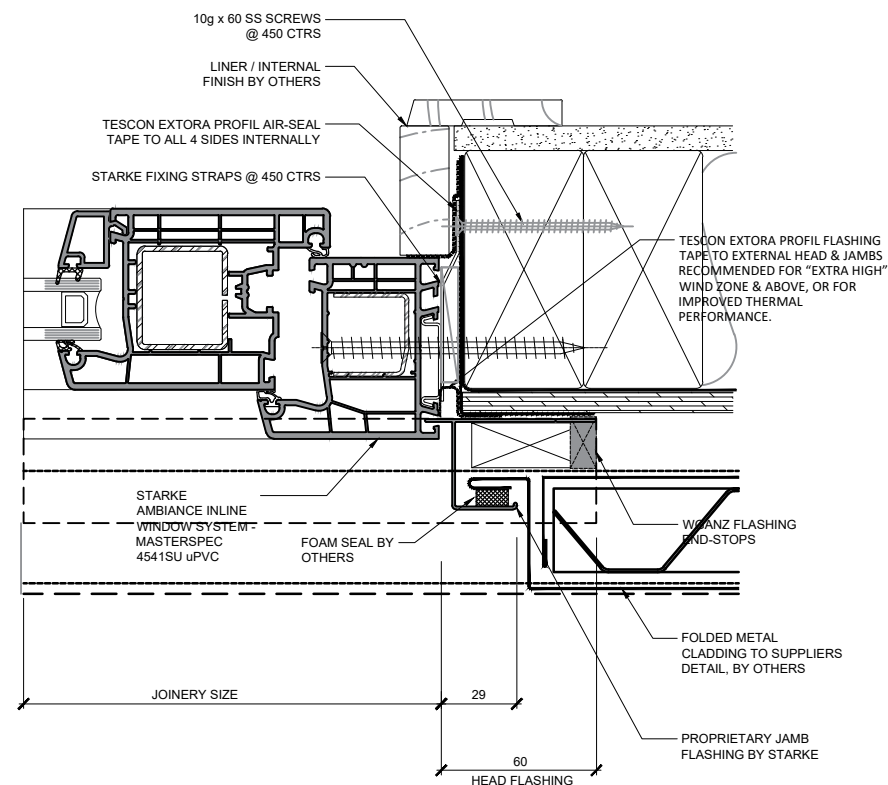 10g x 60 SS SCREWS
@ 450 CTRS
LINER / INTERNAL
FINISH BY OTHERS
TESCON EXTORA PROFIL AIR-SEAL
TAPE TO ALL 4 SIDES INTERNALLY
STARKE FIXING STRAPS @ 450 CTRS
TESCON EXTORA PROFIL FLASHING
TAPE TO EXTERNAL HEAD & JAMBS
RECOMMENDED FOR “EXTRA HIGH”
WIND ZONE & ABOVE, OR FOR
IMPROVED THERMAL
PERFORMANCE.
STARKE
AMBIANCE INLINE
WINDOW SYSTEM -
MASTERSPEC
4541SU uPVC
FOAM SEAL BY
OTHERS
WGANZ FLASHING
END-STOPS
FOLDED METAL
CLADDING TO SUPPLIERS
DETAIL, BY OTHERS
JOINERY SIZE
29
PROPRIETARY JAMB
FLASHING BY STARKE
60
HEAD FLASHING